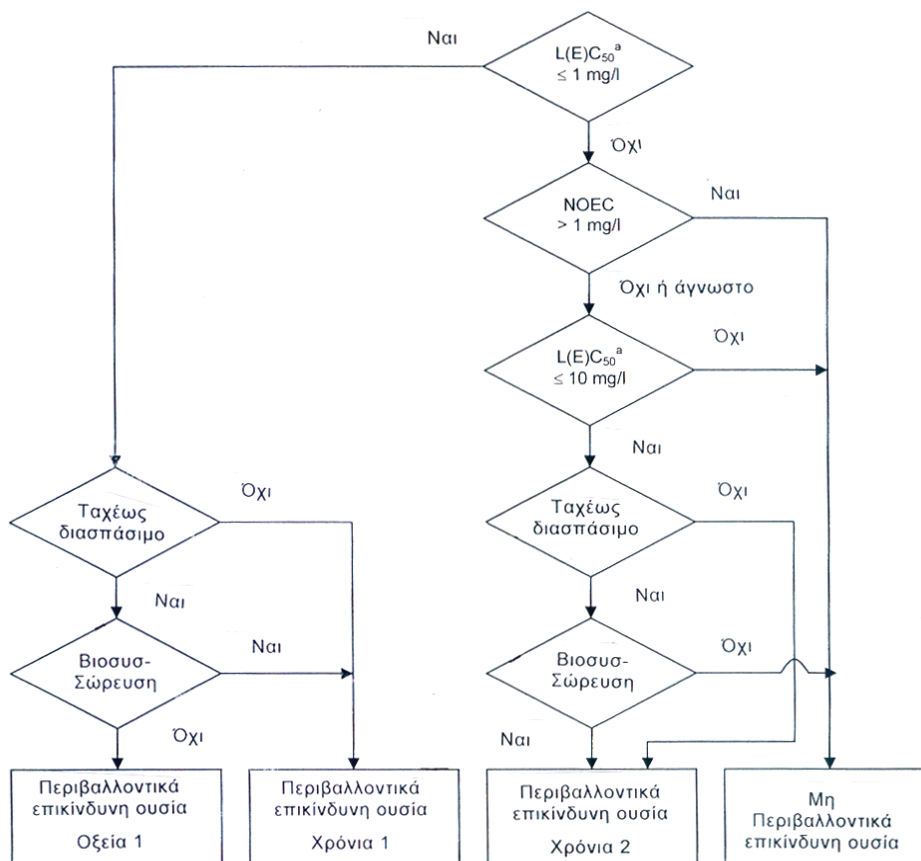 Ναι
L(E)C₅₀ᵃ
≤ 1 mg/l
Όχι
NOEC
> 1 mg/l
Ναι
Όχι ή άγνωστο
L(E)C₅₀ᵃ
≤ 10 mg/l
Όχι
Ναι
Ταχέως
διασπάσιμο
Όχι
Ταχέως
διασπάσιμο
Όχι
Ναι
Ναι
Βιοσυσ-
Σώρευση
Ναι
Βιοσυσ-
Σώρευση
Όχι
Όχι
Ναι
Περιβαλλοντικά
επικίνδυνη ουσία
Οξεία 1
Περιβαλλοντικά
επικίνδυνη ουσία
Χρόνια 1
Περιβαλλοντικά
επικίνδυνη ουσία
Χρόνια 2
Μη
Περιβαλλοντικά
επικίνδυνη ουσία